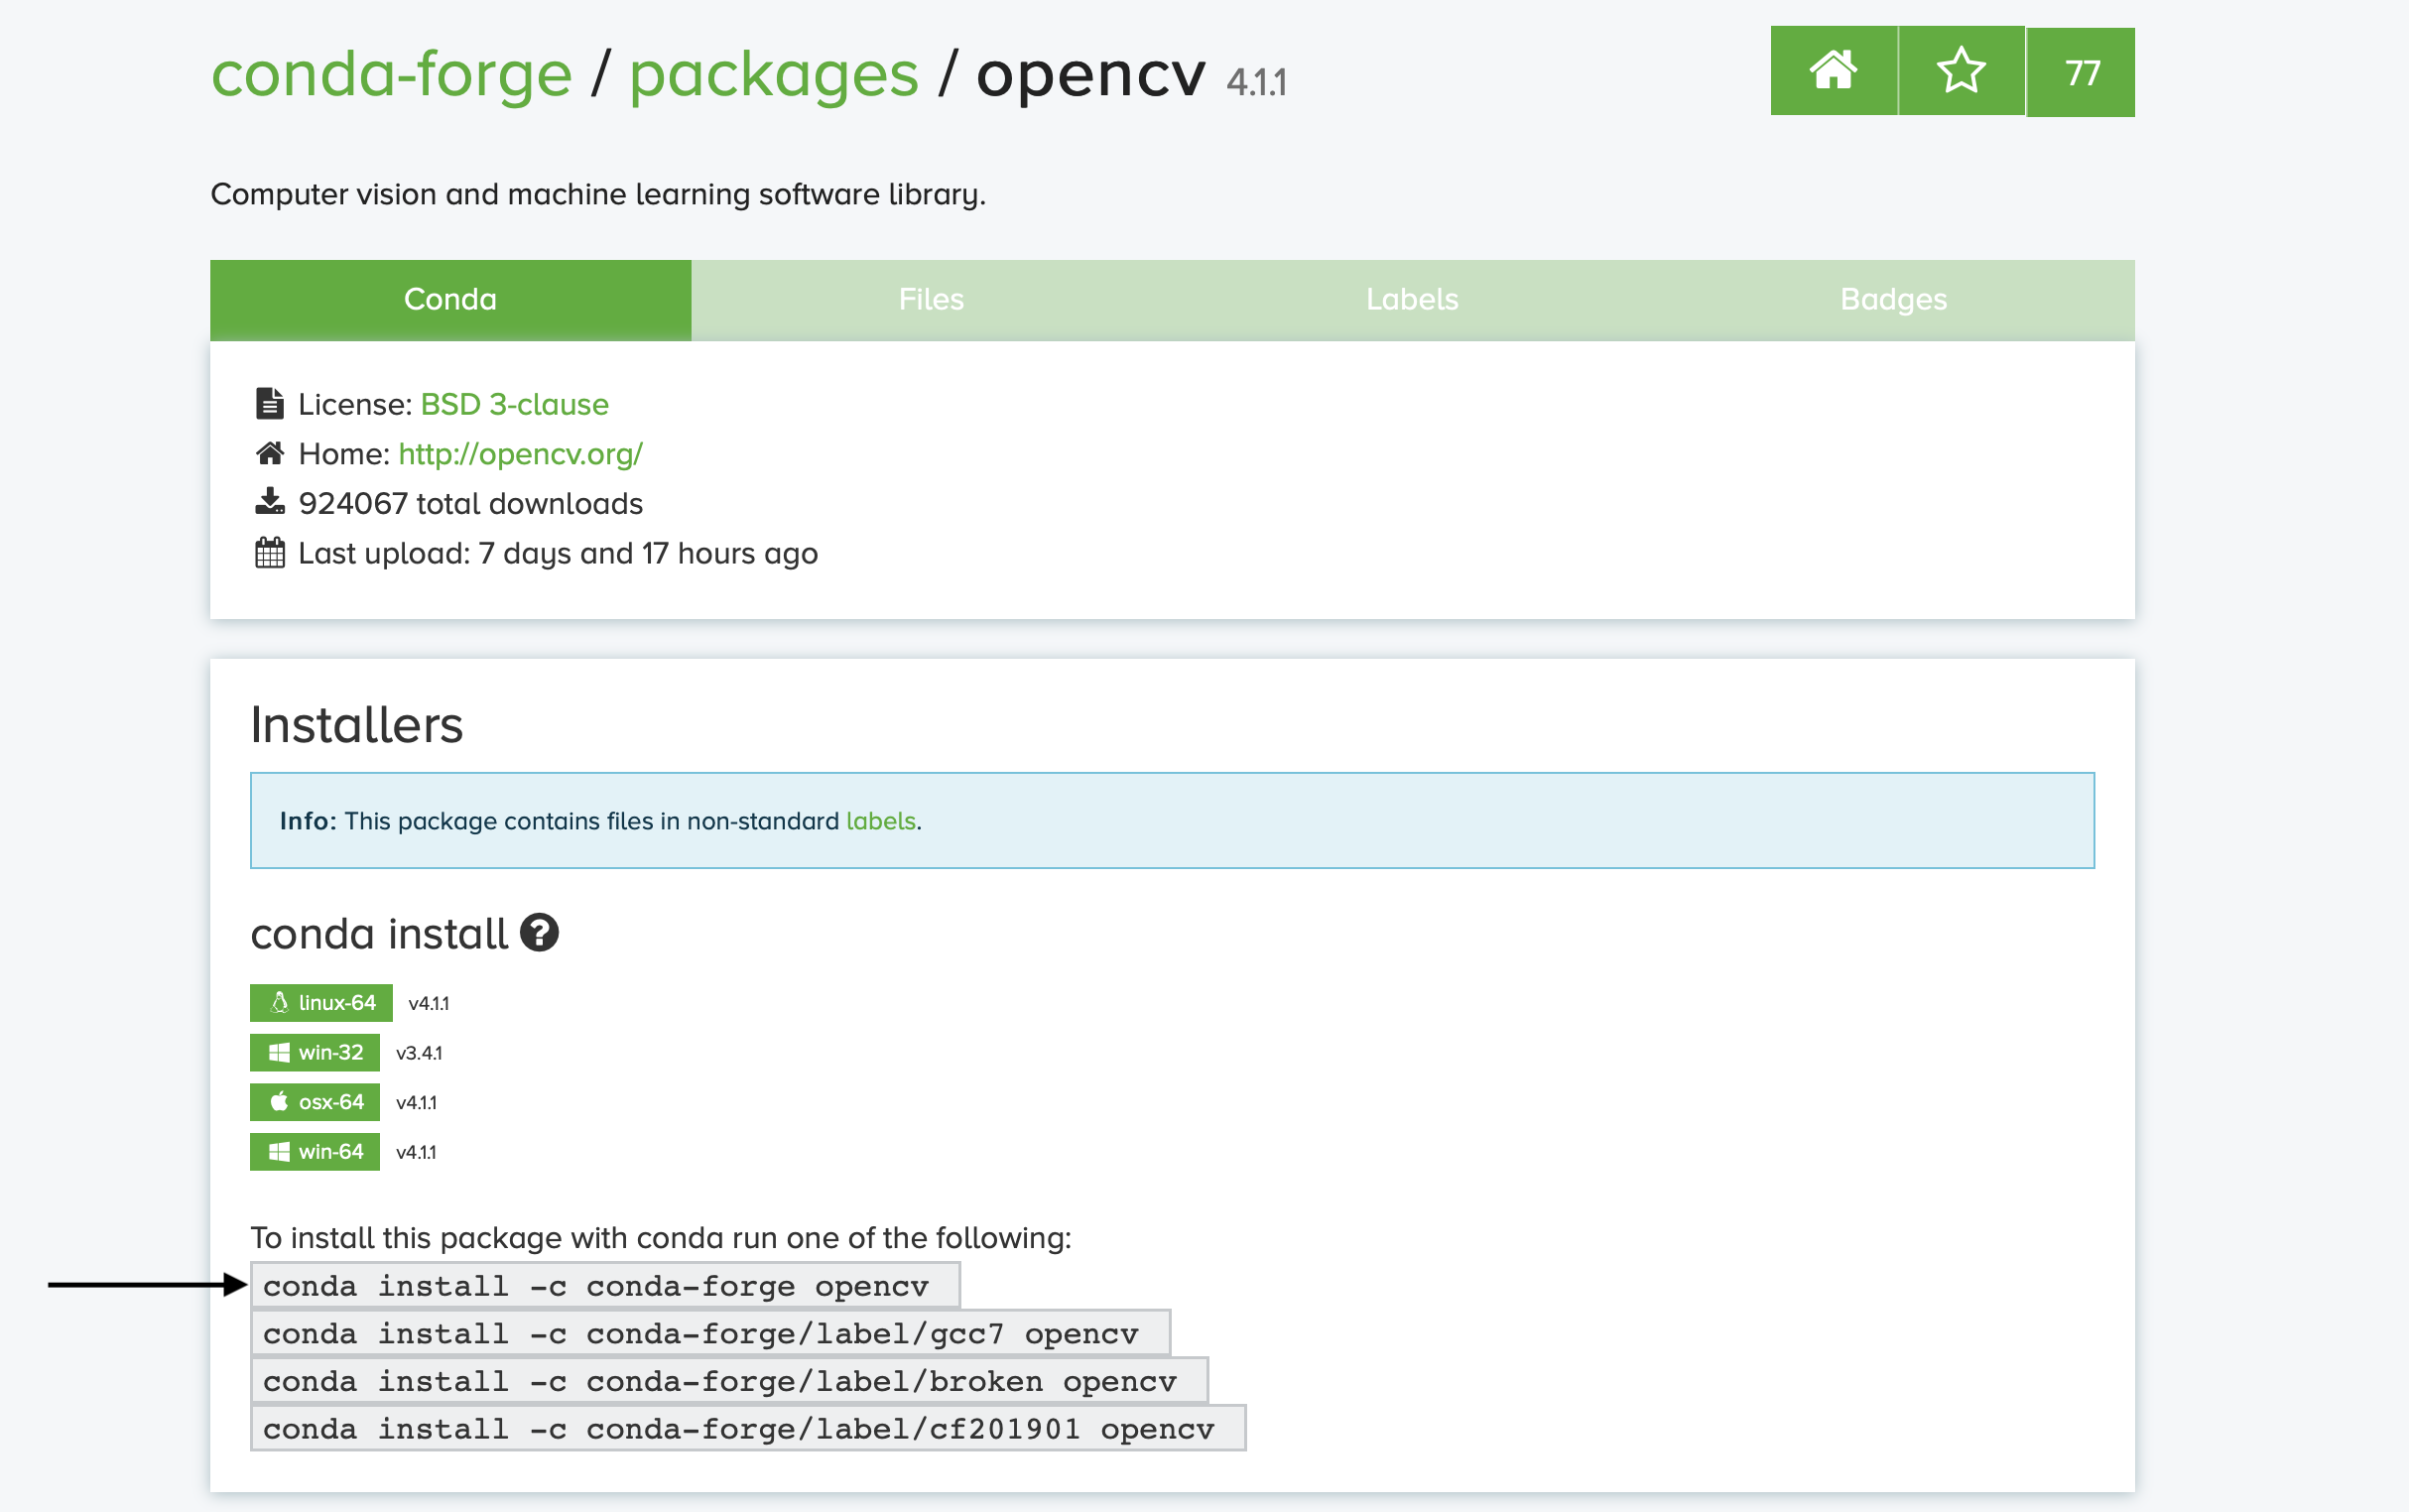 conda-forge / packages / opencv 4.1.1
77
Computer vision and machine learning software library.
Conda
Files
Labels
Badges
License: BSD 3-clause
Home: http://opencv.org/
924067 total downloads
Last upload: 7 days and 17 hours ago
Installers
Info: This package contains files in non-standard labels.
conda install ?
linux-64 v4.1.1
win-32 v3.4.1
osx-64 v4.1.1
win-64 v4.1.1
To install this package with conda run one of the following:
conda install -c conda-forge opencv
conda install -c conda-forge/label/gcc7 opencv
conda install -c conda-forge/label/broken opencv
conda install -c conda-forge/label/cf201901 opencv